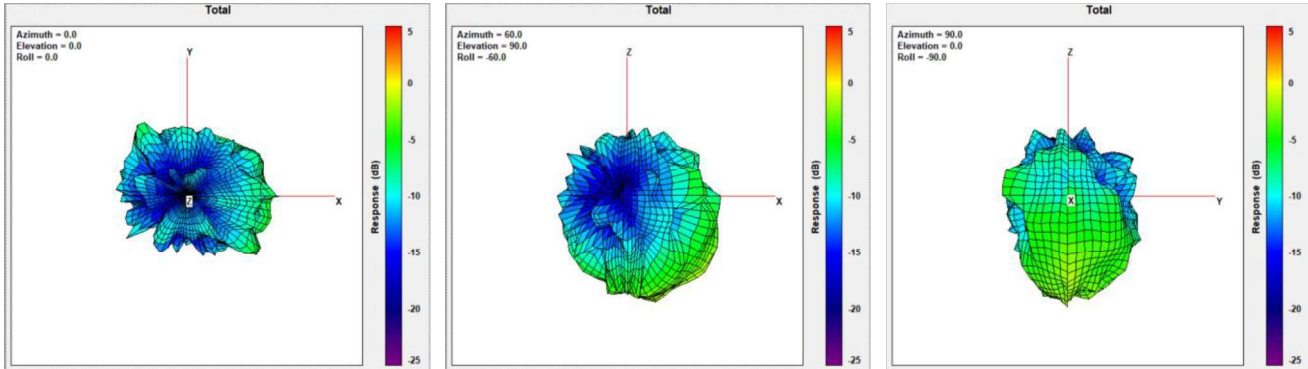 Total
Azimuth = 0.0
Elevation = 0.0
Roll = 0.0
Y
X
Z
5
0
-5
-10
-15
-20
-25
Response (dB)
Total
Azimuth = 60.0
Elevation = 90.0
Roll = -60.0
Z
X
5
0
-5
-10
-15
-20
-25
Response (dB)
Total
Azimuth = 90.0
Elevation = 0.0
Roll = -90.0
Z
Y
X
5
0
-5
-10
-15
-20
-25
Response (dB)